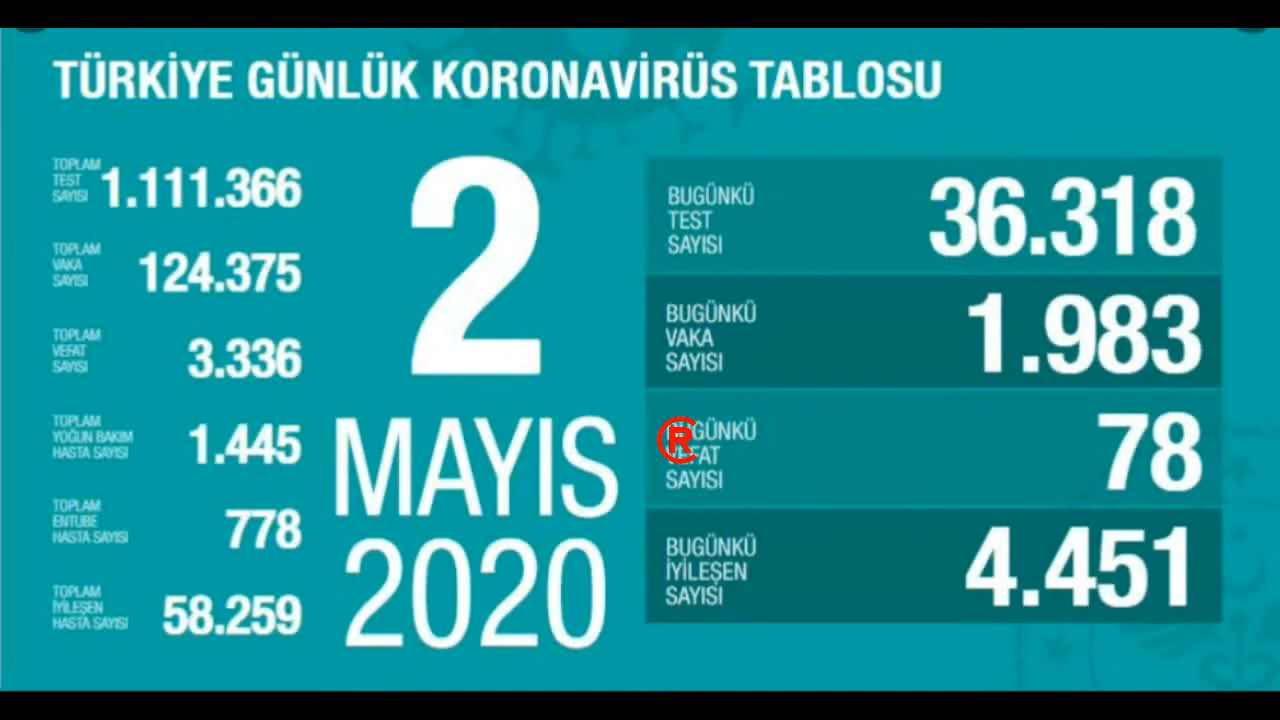 TÜRKİYE GÜNLÜK KORONAVİRÜS TABLOSU
TOPLAM
TEST
SAYISI
1.111.366
TOPLAM
VAKA
SAYISI
124.375
TOPLAM
VEFAT
SAYISI
3.336
TOPLAM
YOĞUN BAKIM
HASTA SAYISI
1.445
TOPLAM
ENTUBE
HASTA SAYISI
778
TOPLAM
İYİLEŞEN
HASTA SAYISI
58.259
2
MAYIS
2020
BUGÜNKÜ
TEST
SAYISI
36.318
BUGÜNKÜ
VAKA
SAYISI
1.983
BUGÜNKÜ
VEFAT
SAYISI
78
®
BUGÜNKÜ
İYİLEŞEN
SAYISI
4.451